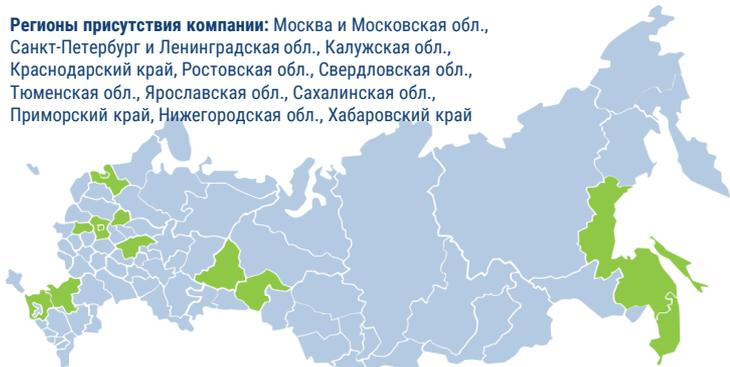 Регионы присутствия компании: Москва и Московская обл.,
Санкт-Петербург и Ленинградская обл., Калужская обл.,
Краснодарский край, Ростовская обл., Свердловская обл.,
Тюменская обл., Ярославская обл., Сахалинская обл.,
Приморский край, Нижегородская обл., Хабаровский край